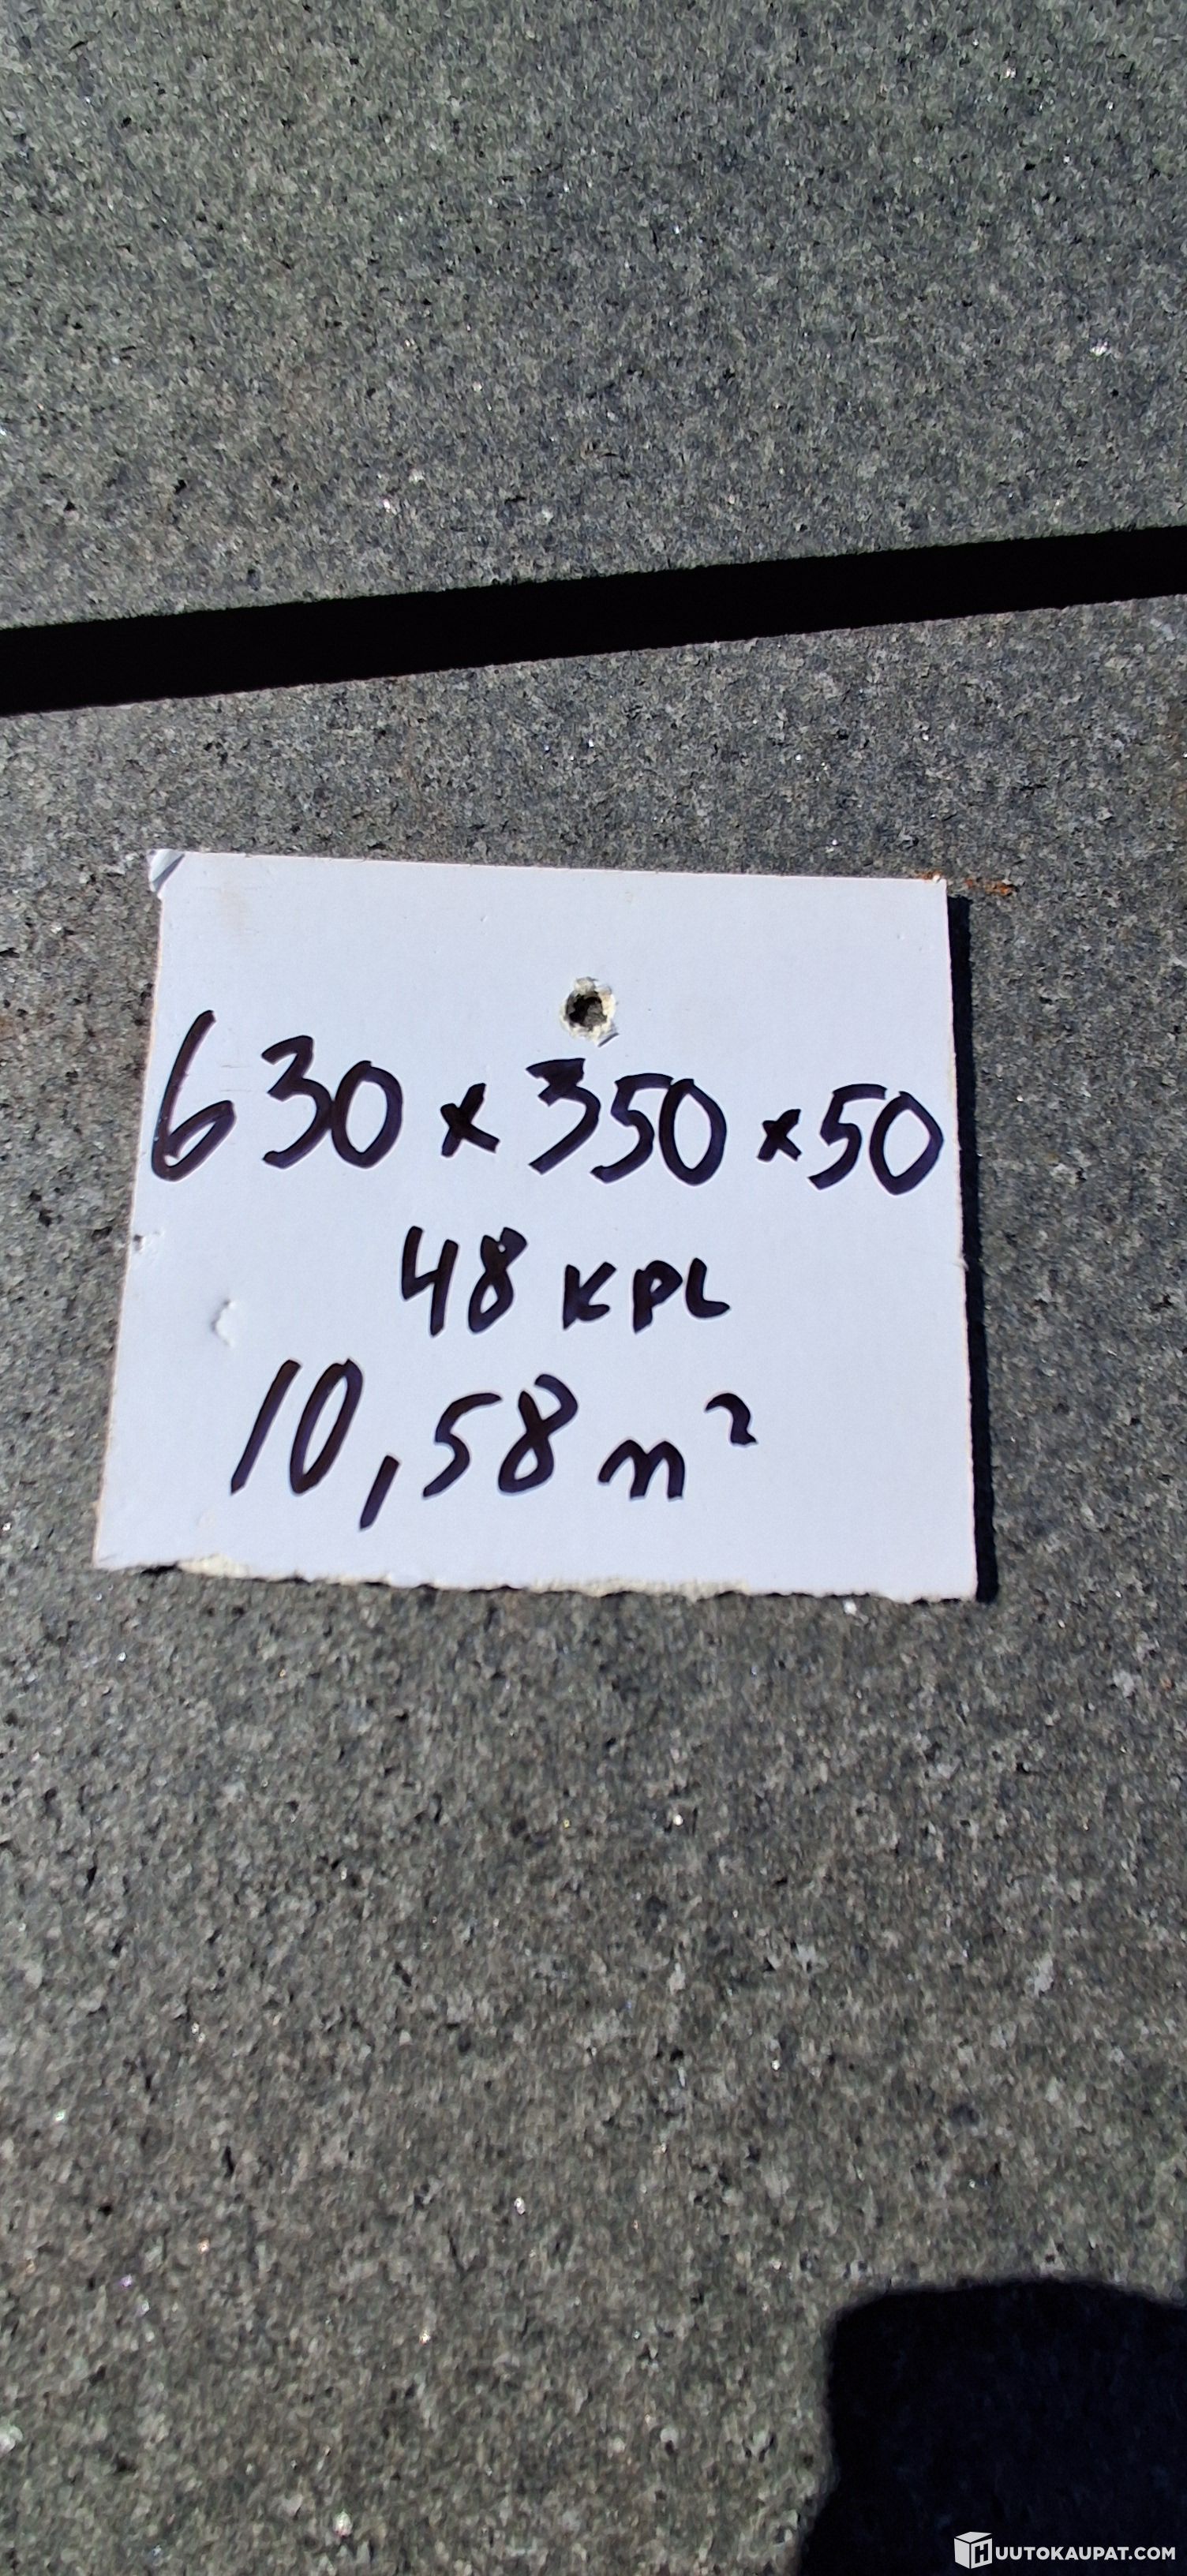 630 x 350 x 50
48 KPL
10,58 m²
HUUTOKAUPAT.COM